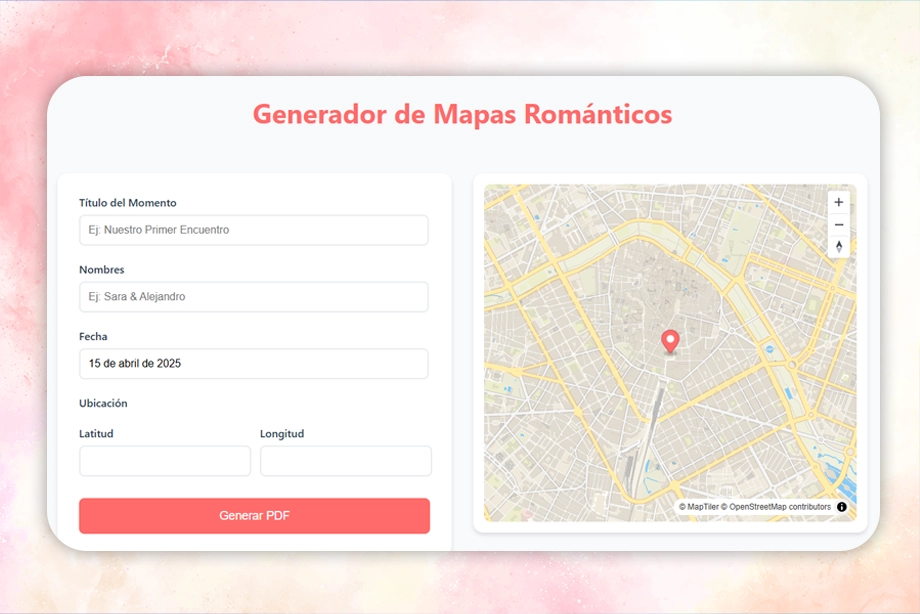 Generador de Mapas Románticos
Título del Momento
Ej: Nuestro Primer Encuentro
Nombres
Ej: Sara & Alejandro
Fecha
15 de abril de 2025
Ubicación
Latitud
Longitud
Generar PDF
© MapTiler © OpenStreetMap contributors